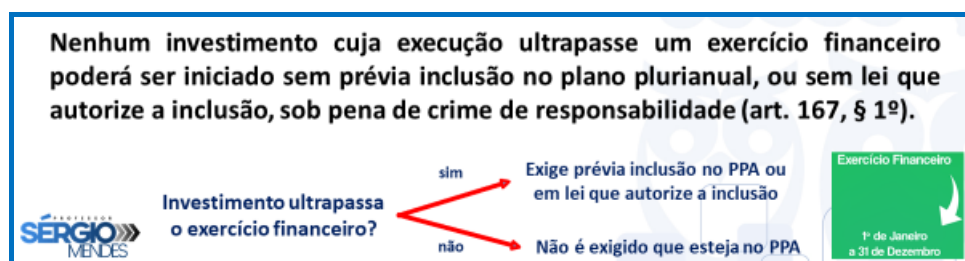 Nenhum investimento cuja execução ultrapasse um exercício financeiro
poderá ser iniciado sem prévia inclusão no plano plurianual, ou sem lei que
autorize a inclusão, sob pena de crime de responsabilidade (art. 167, § 1º).
Investimento ultrapassa
o exercício financeiro?
sim
Exige prévia inclusão no PPA ou
em lei que autorize a inclusão
não
Não é exigido que esteja no PPA
Exercício Financeiro
1º de Janeiro
a 31 de Dezembro
PROFESSOR
SÉRGIO
MENDES